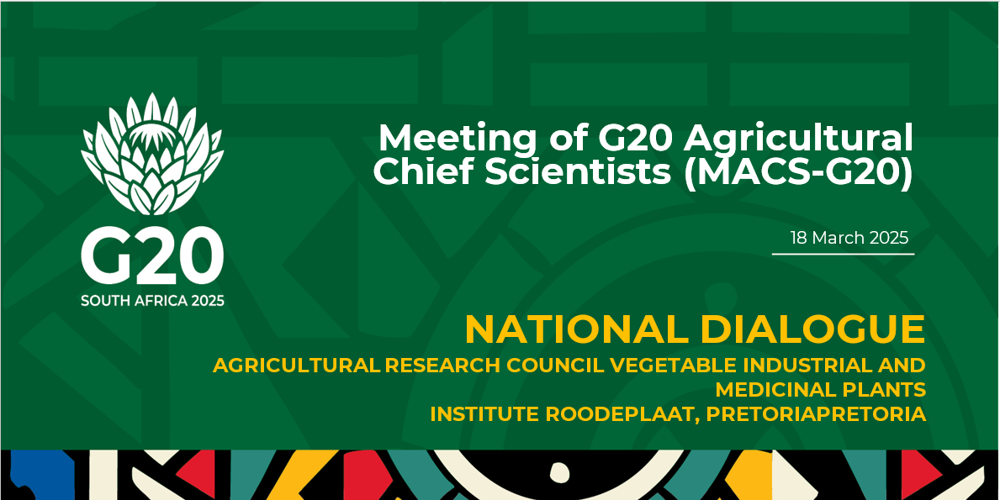 G20
SOUTH AFRICA 2025
Meeting of G20 Agricultural
Chief Scientists (MACS-G20)
18 March 2025
NATIONAL DIALOGUE
AGRICULTURAL RESEARCH COUNCIL VEGETABLE INDUSTRIAL AND
MEDICINAL PLANTS
INSTITUTE ROODEPLAAT, PRETORIAPRETORIA